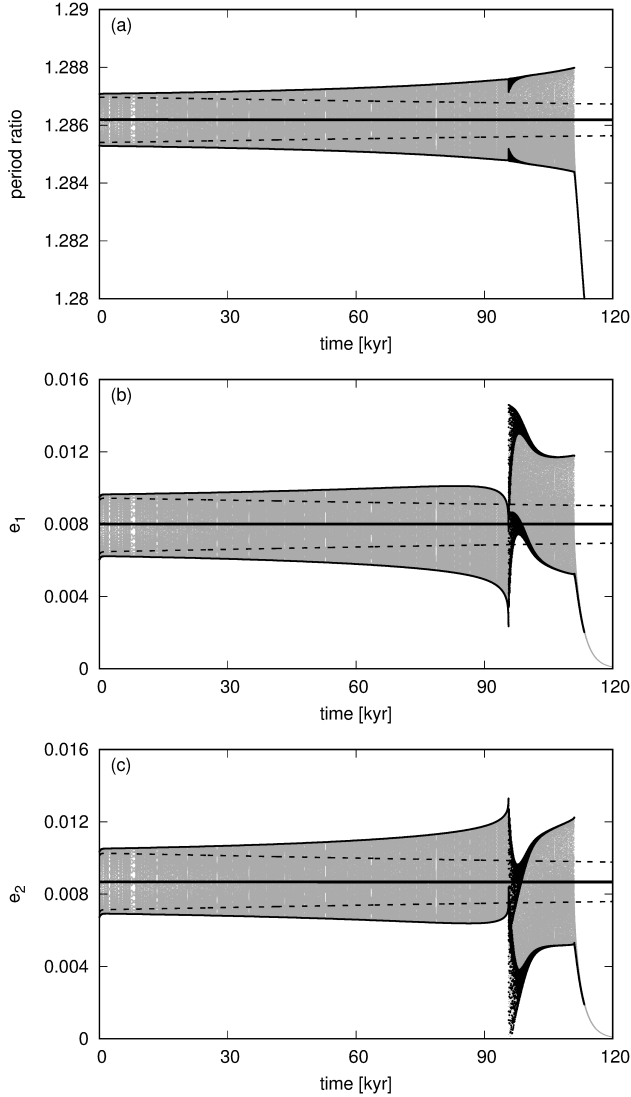 (a)
1.29
1.288
1.286
1.284
1.282
1.28
period ratio
0 30 60 90 120
time [kyr]
(b)
0.016
0.012
0.008
0.004
0
e1
0 30 60 90 120
time [kyr]
(c)
0.016
0.012
0.008
0.004
0
e2
0 30 60 90 120
time [kyr]